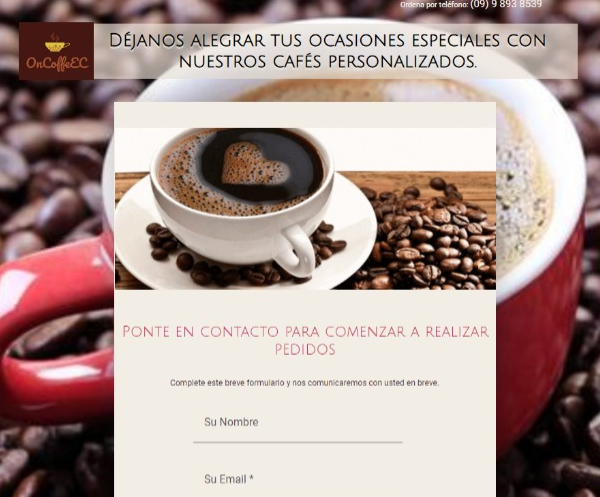 Ordena por teléfono: (09) 9 893 8539
OnCoffeEC
DÉJANOS ALEGRAR TUS OCASIONES ESPECIALES CON
NUESTROS CAFÉS PERSONALIZADOS.
PONTE EN CONTACTO PARA COMENZAR A REALIZAR
PEDIDOS
Complete este breve formulario y nos comunicaremos con usted en breve.
Su Nombre
Su Email *